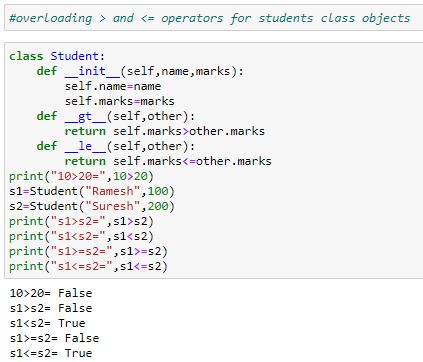 #overloading > and <= operators for students class objects
class Student:
    def __init__(self,name,marks):
        self.name=name
        self.marks=marks
    def __gt__(self,other):
        return self.marks>other.marks
    def __le__(self,other):
        return self.marks<=other.marks
print("10>20=",10>20)
s1=Student("Ramesh",100)
s2=Student("Suresh",200)
print("s1>s2=",s1>s2)
print("s1<s2=",s1<s2)
print("s1>=s2=",s1>=s2)
print("s1<=s2=",s1<=s2)
10>20= False
s1>s2= False
s1<s2= True
s1>=s2= False
s1<=s2= True